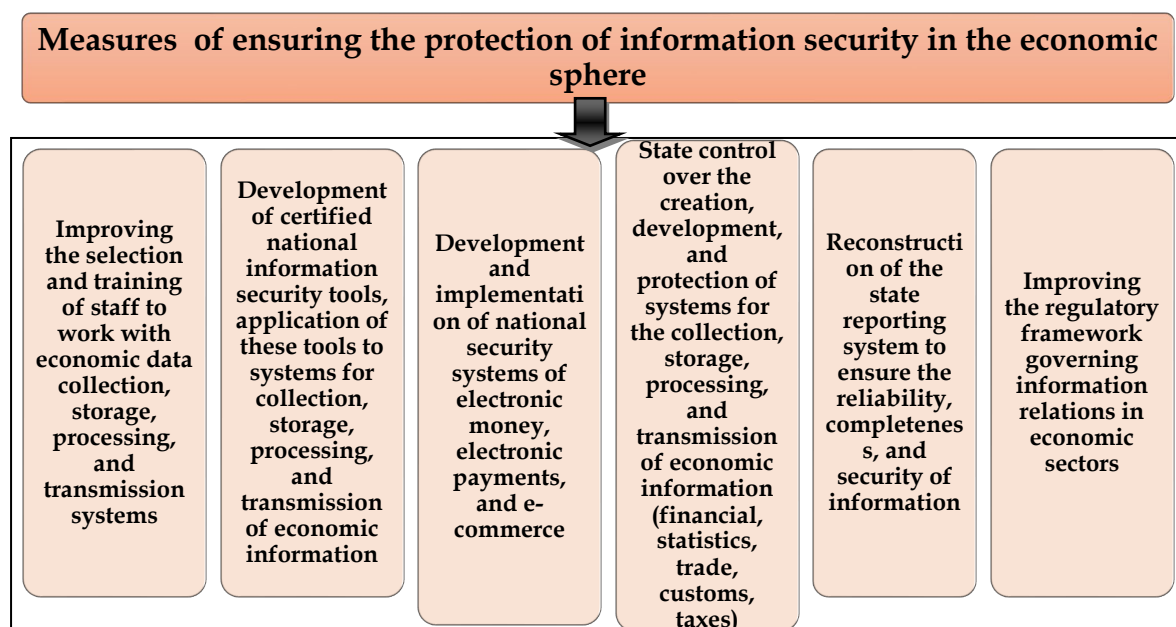 Measures of ensuring the protection of information security in the economic
sphere
Improving
the selection
and training
of staff to
work with
economic data
collection,
storage,
processing,
and
transmission
systems
Development
of certified
national
information
security tools,
application of
these tools to
systems for
collection,
storage,
processing,
and
transmission
of economic
information
Development
and
implementati
on of national
security
systems of
electronic
money,
electronic
payments,
and e-
commerce
State control
over the
creation,
development,
and
protection of
systems for
the collection,
storage,
processing,
and
transmission
of economic
information
(financial,
statistics,
trade,
customs,
taxes)
Reconstructi
on of the
state
reporting
system to
ensure the
reliability,
completenes
s, and
security of
information
Improving
the regulatory
framework
governing
information
relations in
economic
sectors